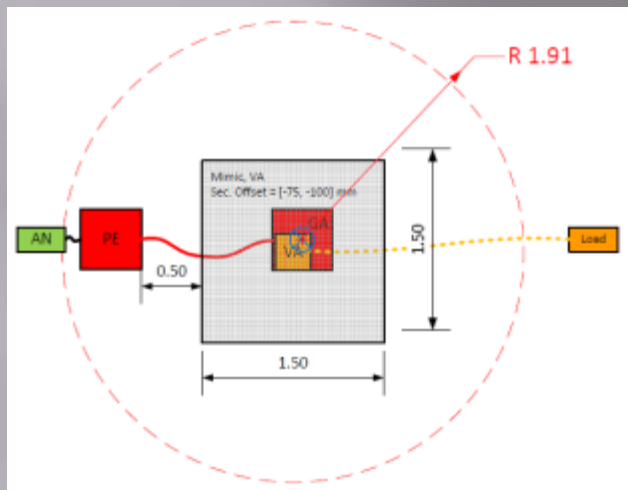 R 1.91
Mimic, VA
Sec. Offset = [-75, -100] mm
GA
AN
PE
VA
Load
0.50
1.50
1.50